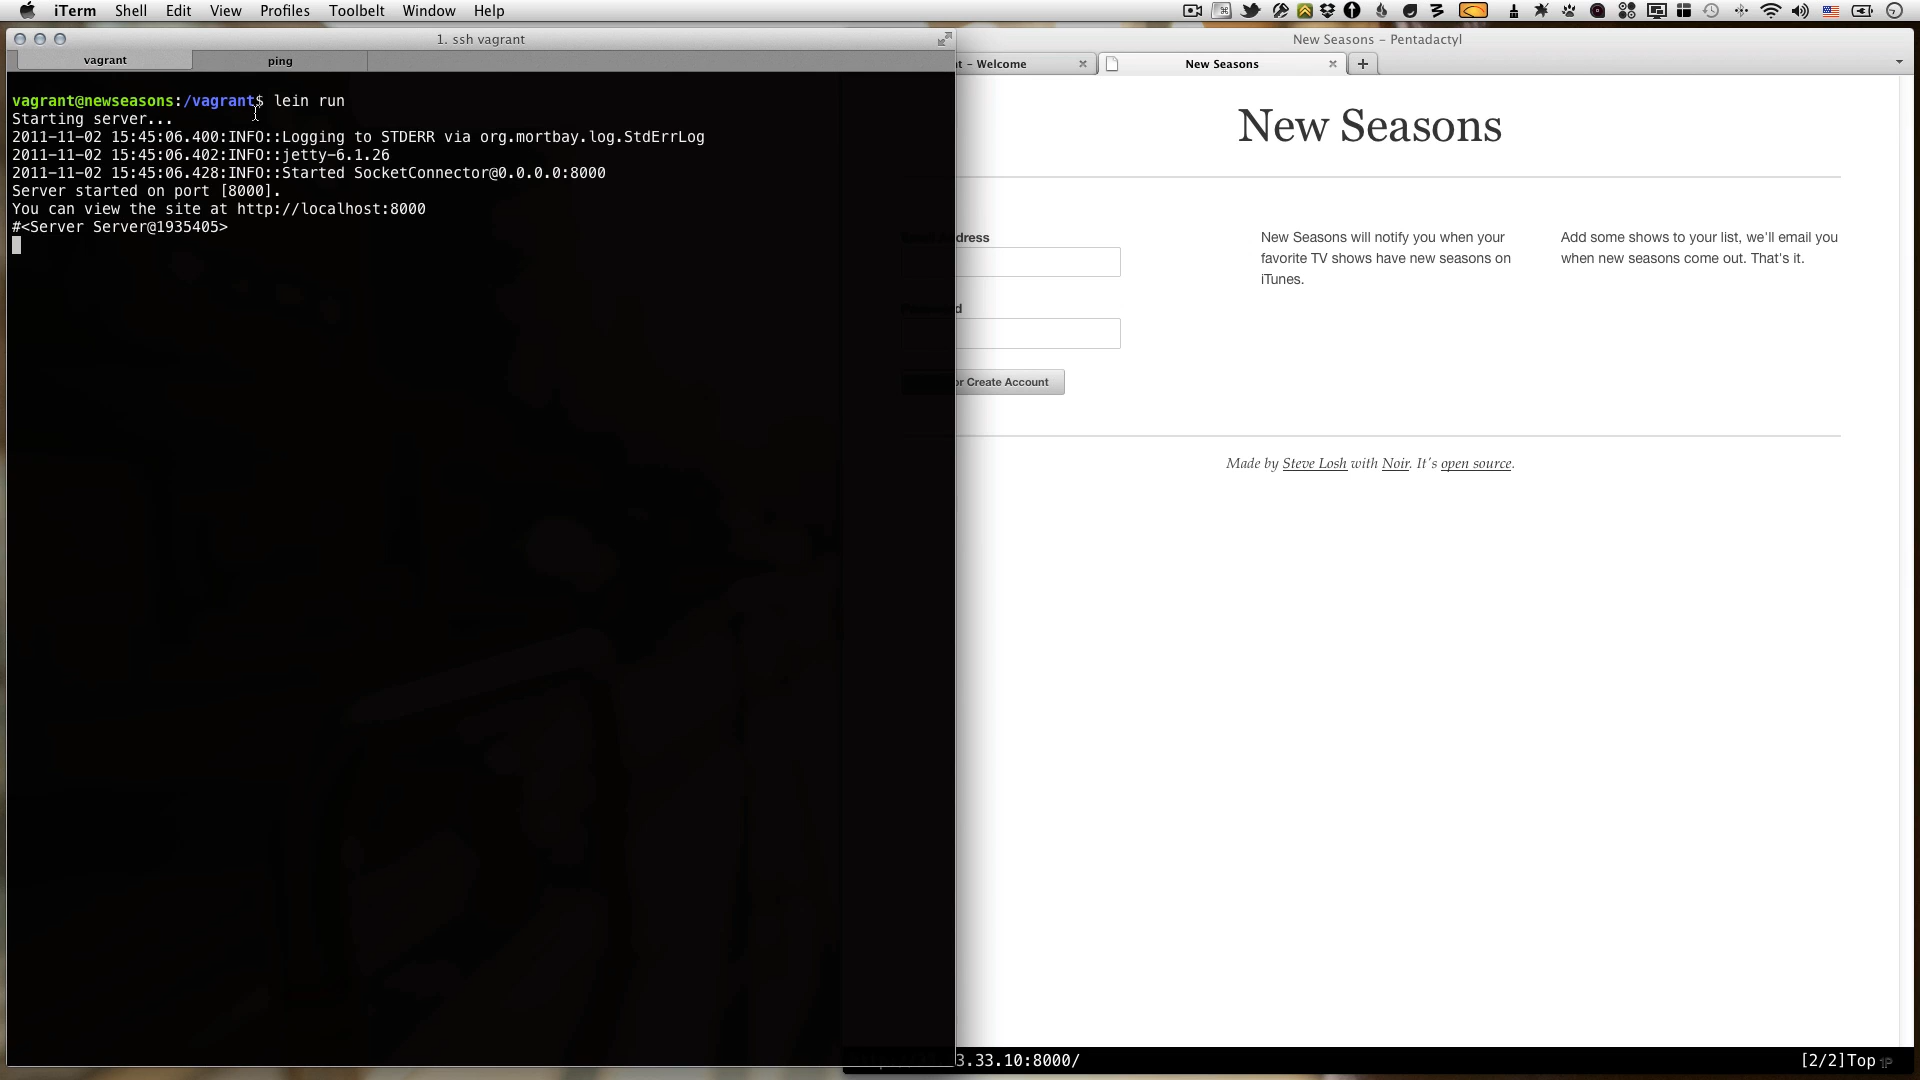 iTerm Shell Edit View Profiles Toolbelt Window Help
1. ssh vagrant
vagrant
ping
vagrant@newseasons:/vagrant$ lein run
Starting server...
2011-11-02 15:45:06.400:INFO::Logging to STDERR via org.mortbay.log.StdErrLog
2011-11-02 15:45:06.402:INFO::jetty-6.1.26
2011-11-02 15:45:06.428:INFO::Started SocketConnector@0.0.0.0:8000
Server started on port [8000].
You can view the site at http://localhost:8000
#<Server Server@1935405>
New Seasons - Pentadactyl
t - Welcome
New Seasons
New Seasons
dress
d
or Create Account
New Seasons will notify you when your
favorite TV shows have new seasons on
iTunes.
Add some shows to your list, we'll email you
when new seasons come out. That's it.
Made by Steve Losh with Noir. It's open source.
3.33.10:8000/
[2/2]Top